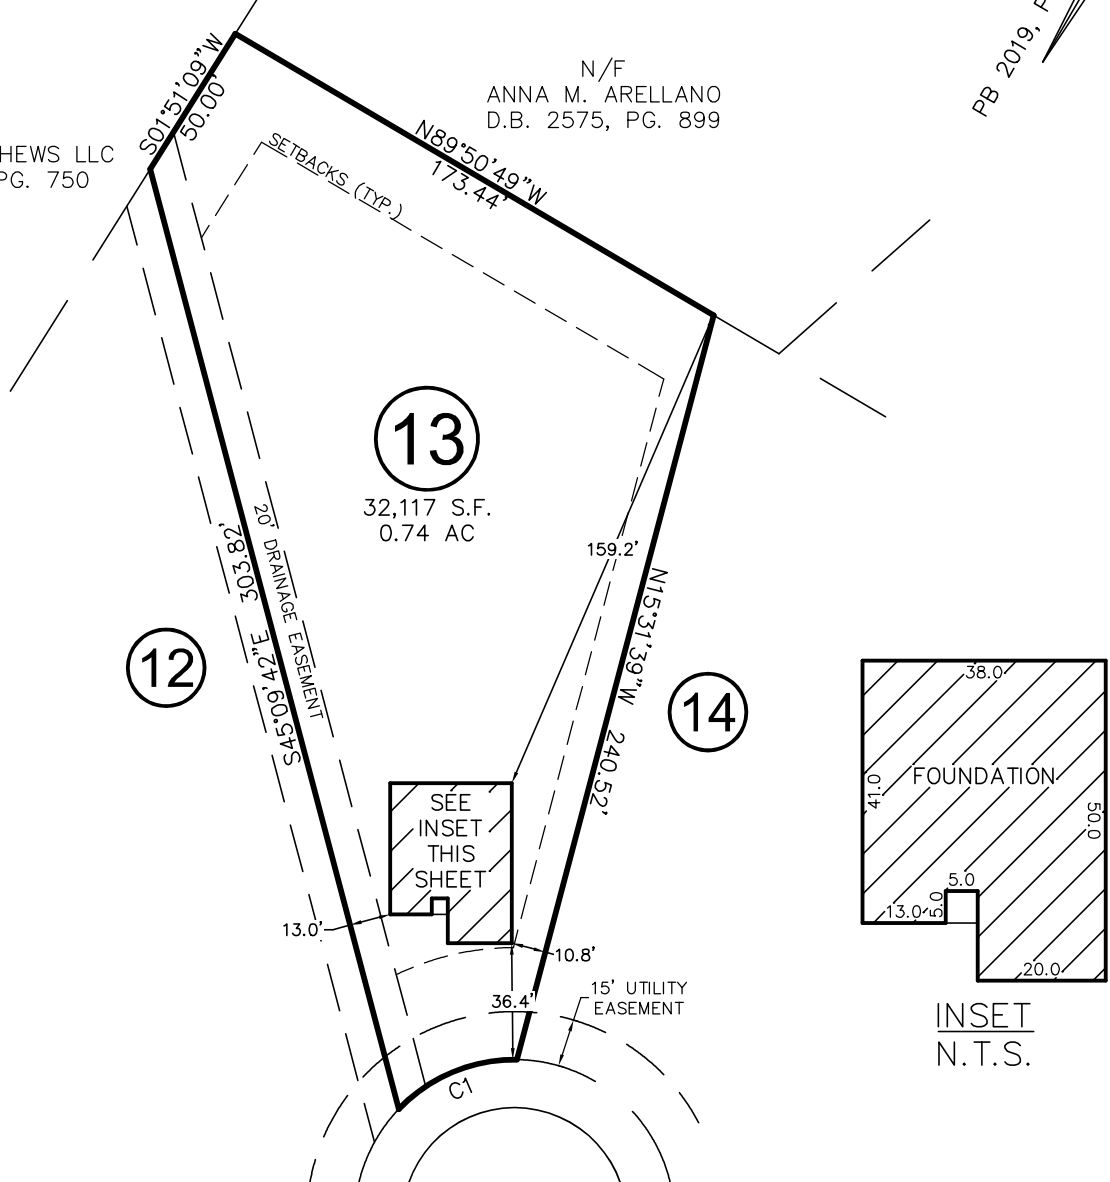 PB 2019, P
N/F
ANNA M. ARELLANO
D.B. 2575, PG. 899
S01°51'09"W
50.00'
HEWS LLC
PG. 750
N89°50'49"W
173.44'
SETBACKS (TYP.)
13
32,117 S.F.
0.74 AC
159.2'
303.82'
S45°09'42"E
20' DRAINAGE EASEMENT
N15°31'39"W
240.52'
12
14
SEE
INSET
THIS
SHEET
13.0'
10.8'
36.4'
15' UTILITY
EASEMENT
C1
38.0
41.0
FOUNDATION
50.0
5.0
5.0
13.0
20.0
INSET
N.T.S.